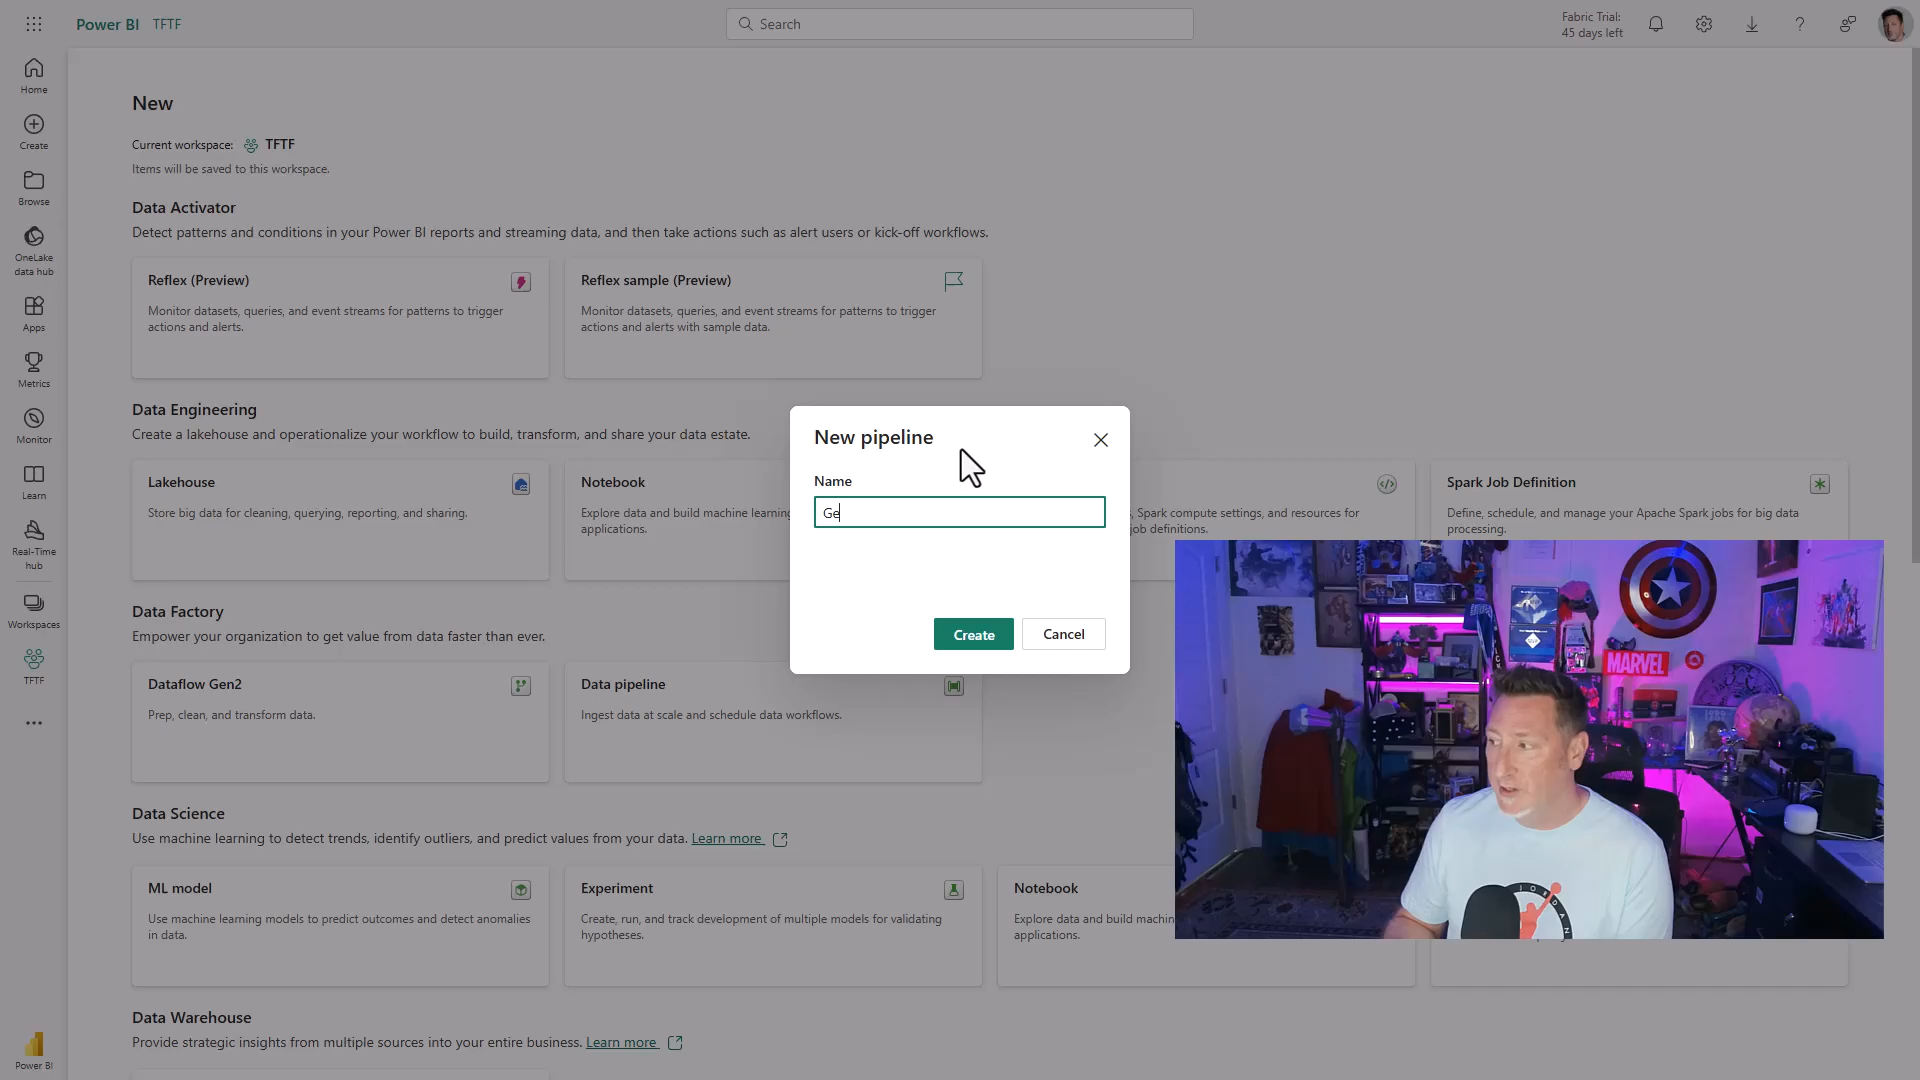 Power BI TFTF
Search
Fabric Trial:
45 days left
Home
Create
Browse
OneLake
data hub
Apps
Metrics
Monitor
Learn
Real-Time
hub
Workspaces
TFTF
Power BI
New
Current workspace: TFTF
Items will be saved to this workspace.
Data Activator
Detect patterns and conditions in your Power BI reports and streaming data, and then take actions such as alert users or kick-off workflows.
Reflex (Preview)
Monitor datasets, queries, and event streams for patterns to trigger
actions and alerts.
Reflex sample (Preview)
Monitor datasets, queries, and event streams for patterns to trigger
actions and alerts with sample data.
Data Engineering
Create a lakehouse and operationalize your workflow to build, transform, and share your data estate.
Lakehouse
Store big data for cleaning, querying, reporting, and sharing.
Notebook
Explore data and build machine learning
applications.
, Spark compute settings, and resources for
job definitions.
Spark Job Definition
Define, schedule, and manage your Apache Spark jobs for big data
processing.
New pipeline
Name
Ge
Create
Cancel
Data Factory
Empower your organization to get value from data faster than ever.
Dataflow Gen2
Prep, clean, and transform data.
Data pipeline
Ingest data at scale and schedule data workflows.
Data Science
Use machine learning to detect trends, identify outliers, and predict values from your data. Learn more
ML model
Use machine learning models to predict outcomes and detect anomalies
in data.
Experiment
Create, run, and track development of multiple models for validating
hypotheses.
Notebook
Explore data and build machin
applications.
Data Warehouse
Provide strategic insights from multiple sources into your entire business. Learn more
MARVEL
JORDAN